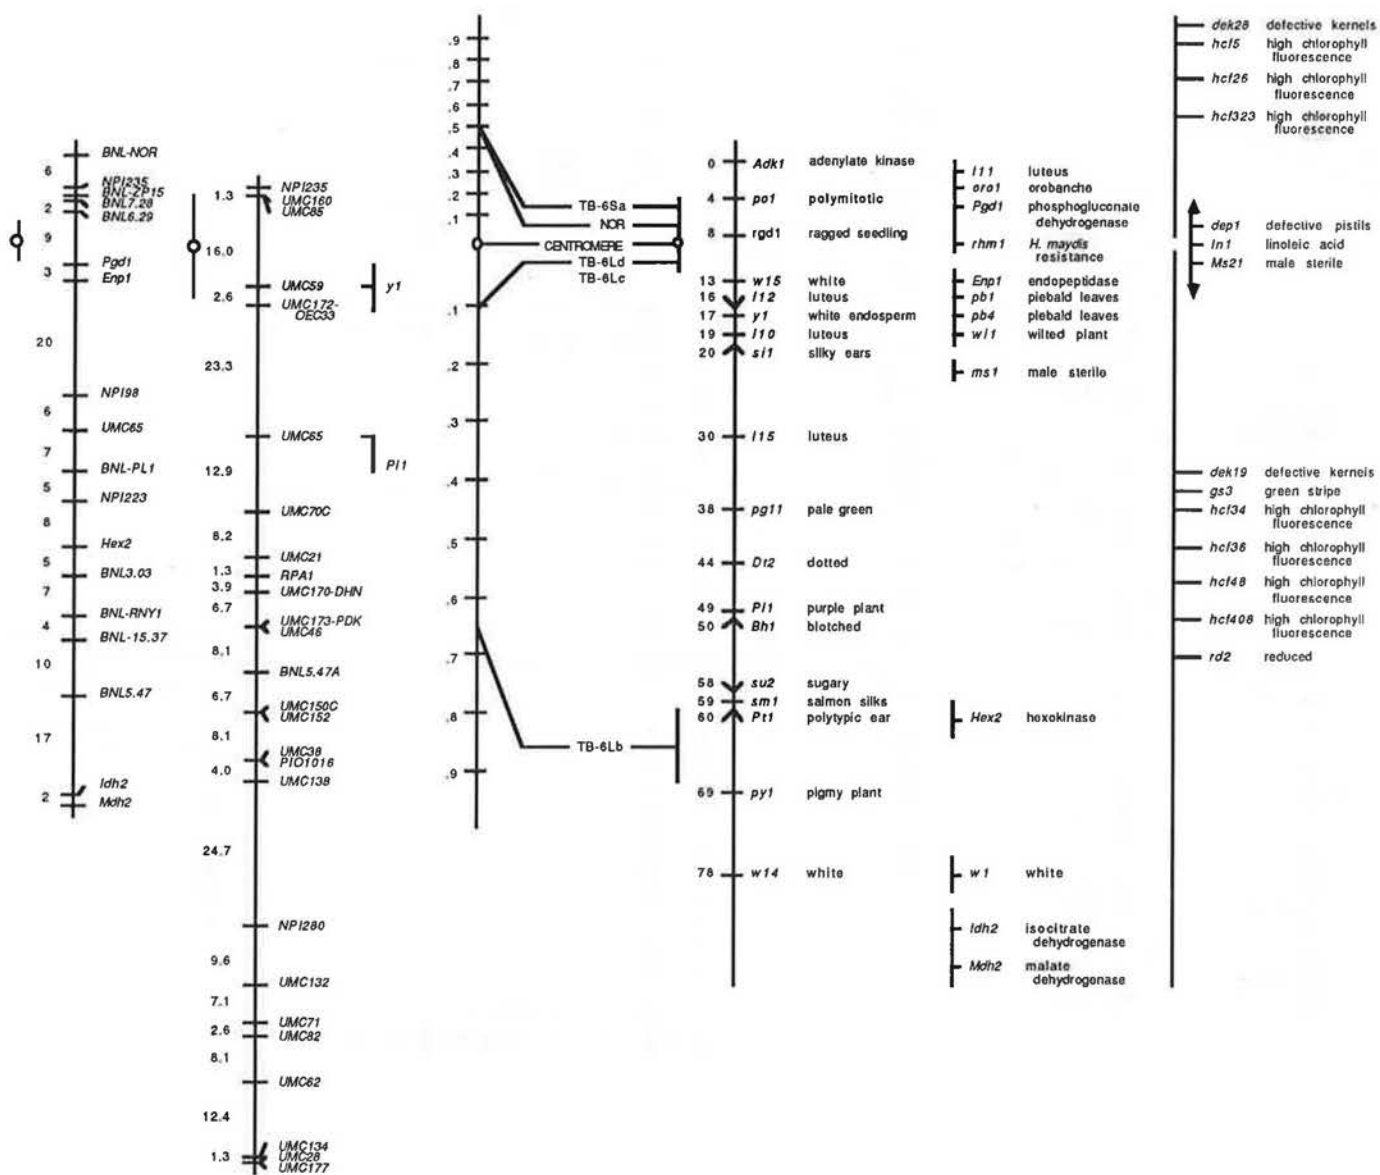 6
2
9
3
20
6
7
5
8
5
7
4
10
17
2
BNL-NOR
NPI235
BNL-ZP15
BNL7.28
BNL6.29
Pgd1
Enp1
NPI98
UMC65
BNL-PL1
NPI223
Hex2
BNL3.03
BNL-RNY1
BNL-15.37
BNL5.47
Idh2
Mdh2
1.3
16.0
2.6
23.3
12.9
8.2
1.3
3.9
6.7
8.1
6.7
8.1
4.0
24.7
9.6
7.1
2.6
8.1
12.4
1.3
NPI235
UMC160
UMC85
UMC59
UMC172-
OEC33
UMC65
UMC70C
UMC21
RPA1
UMC170-DHN
UMC173-PDK
UMC46
BNL5.47A
UMC150C
UMC152
UMC38
PIO1016
UMC138
NPI280
UMC132
UMC71
UMC82
UMC62
UMC134
UMC28
UMC177
y1
Pl1
.9
.8
.7
.6
.5
.4
.3
.2
.1
.1
.2
.3
.4
.5
.6
.7
.8
.9
TB-6Sa
NOR
CENTROMERE
TB-6Ld
TB-6Lc
TB-6Lb
0 Adk1 adenylate kinase
4 po1 polymitotic
8 rgd1 ragged seedling
13 w15 white
16 l12 luteus
17 y1 white endosperm
19 l10 luteus
20 si1 silky ears
30 l15 luteus
38 pg11 pale green
44 Dt2 dotted
49 Pl1 purple plant
50 Bh1 blotched
58 su2 sugary
59 sm1 salmon silks
60 Pt1 polytypic ear
69 py1 pigmy plant
78 w14 white
l11 luteus
oro1 orobanche
Pgd1 phosphogluconate
dehydrogenase
rhm1 H. maydis
resistance
Enp1 endopeptidase
pb1 piebald leaves
pb4 piebald leaves
wi1 wilted plant
ms1 male sterile
Hex2 hexokinase
w1 white
Idh2 isocitrate
dehydrogenase
Mdh2 malate
dehydrogenase
dek28 defective kernels
hcf5 high chlorophyll
fluorescence
hcf26 high chlorophyll
fluorescence
hcf323 high chlorophyll
fluorescence
dep1 defective pistils
ln1 linoleic acid
Ms21 male sterile
dek19 defective kernels
gs3 green stripe
hcf34 high chlorophyll
fluorescence
hcf36 high chlorophyll
fluorescence
hcf48 high chlorophyll
fluorescence
hcf408 high chlorophyll
fluorescence
rd2 reduced